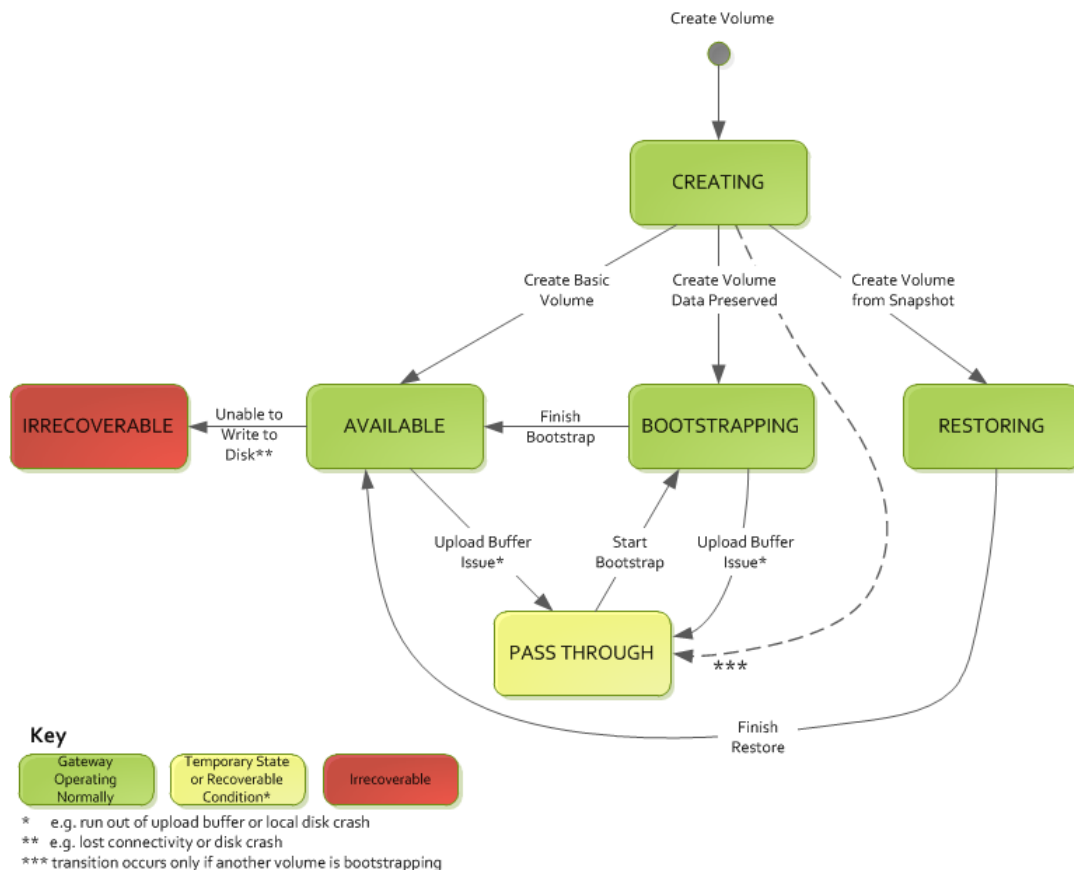 Create Volume
CREATING
Create Basic
Volume
Create Volume
Data Preserved
Create Volume
from Snapshot
IRRECOVERABLE
Unable to
Write to
Disk**
AVAILABLE
Finish
Bootstrap
BOOTSTRAPPING
RESTORING
Upload Buffer
Issue*
Start
Bootstrap
Upload Buffer
Issue*
PASS THROUGH
***
Finish
Restore
Key
Gateway
Operating
Normally
Temporary State
or Recoverable
Condition*
Irrecoverable
* e.g. run out of upload buffer or local disk crash
** e.g. lost connectivity or disk crash
*** transition occurs only if another volume is bootstrapping